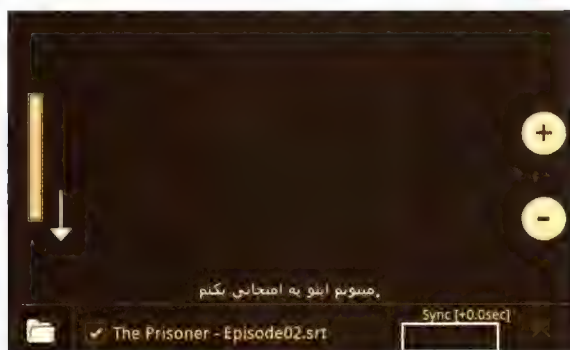 +
-
.میتونم اینو یه امتحانی بکنم
Sync [+0.0sec]
✔ The Prisoner - Episode02.srt